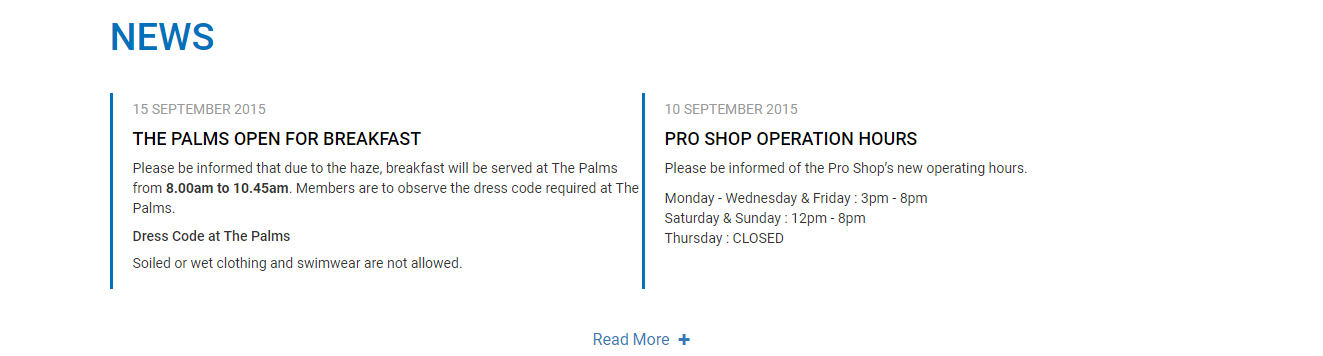 NEWS
15 SEPTEMBER 2015
THE PALMS OPEN FOR BREAKFAST
Please be informed that due to the haze, breakfast will be served at The Palms
from 8.00am to 10.45am. Members are to observe the dress code required at The
Palms.
Dress Code at The Palms
Soiled or wet clothing and swimwear are not allowed.
10 SEPTEMBER 2015
PRO SHOP OPERATION HOURS
Please be informed of the Pro Shop's new operating hours.
Monday - Wednesday & Friday : 3pm - 8pm
Saturday & Sunday : 12pm - 8pm
Thursday : CLOSED
Read More +